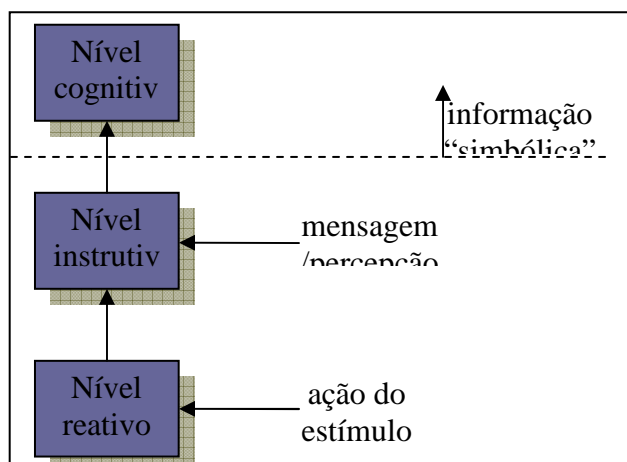 Nível
cognitiv
informação
“simbólica”
Nível
instrutiv
mensagem
/percepção
Nível
reativo
ação do
estímulo